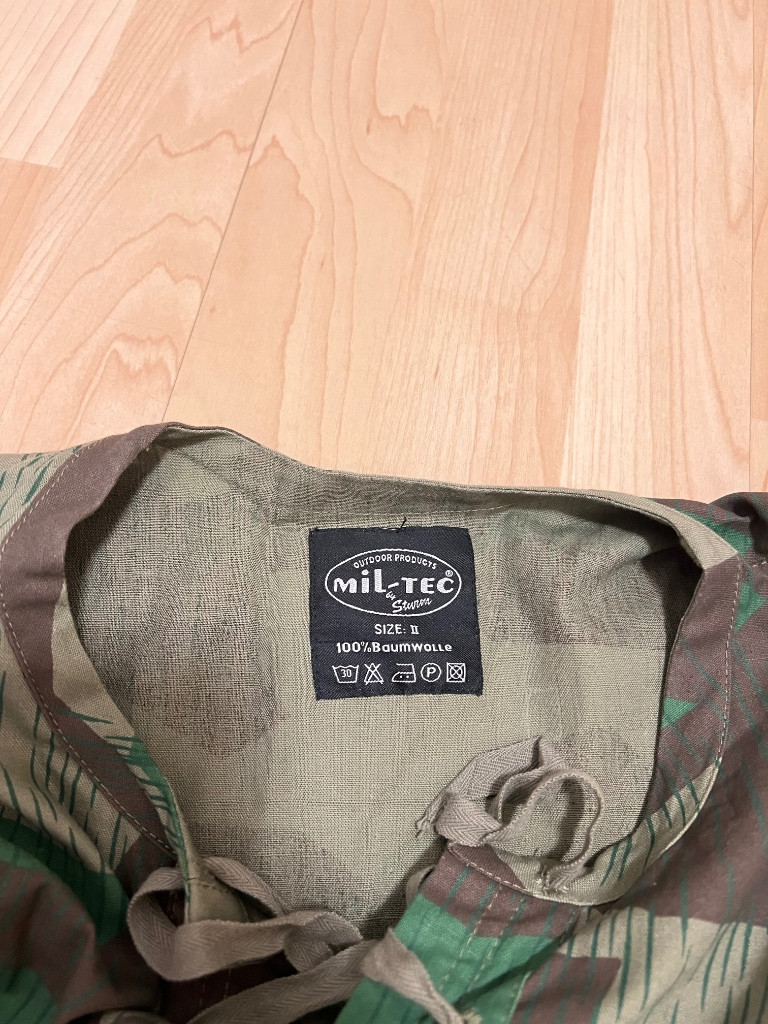 OUTDOOR PRODUCTS
MiL-TEC®
by Sturm
SIZE: II
100%Baumwolle
30
P